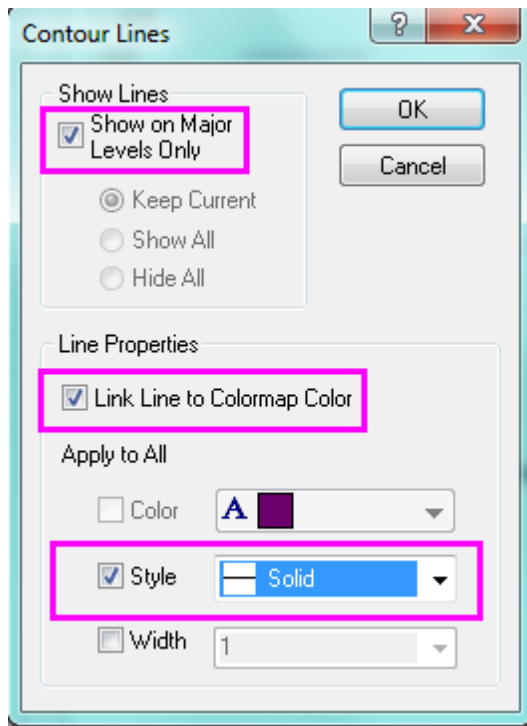 Contour Lines
?
X
Show Lines
Show on Major
Levels Only
OK
Cancel
Keep Current
Show All
Hide All
Line Properties
Link Line to Colormap Color
Apply to All
Color
A
Style
Solid
Width
1